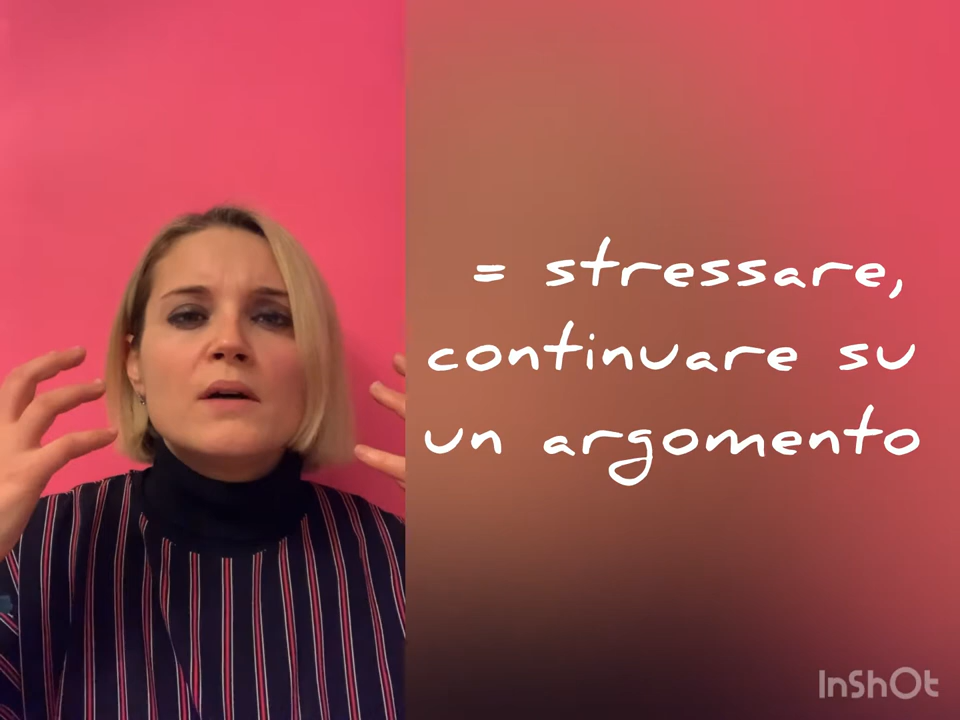 = stressare,
continuare su
un argomento
InShOt